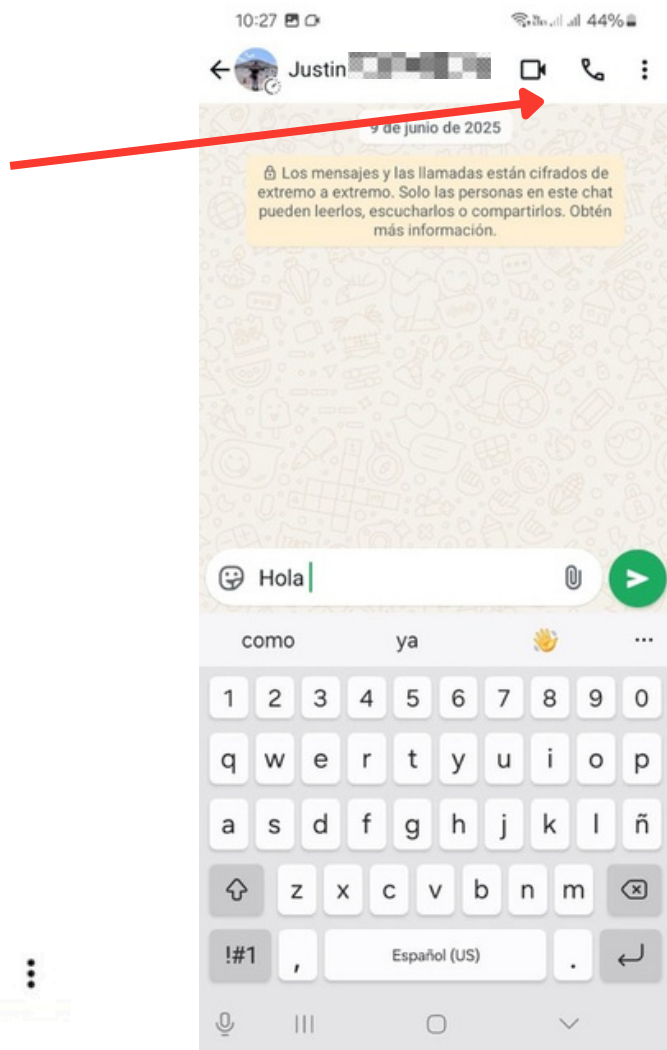 10:27 44%
Justin
9 de junio de 2025
Los mensajes y las llamadas están cifrados de
extremo a extremo. Solo las personas en este chat
pueden leerlos, escucharlos o compartirlos. Obtén
más información.
Hola
como ya ...
1 2 3 4 5 6 7 8 9 0
q w e r t y u i o p
a s d f g h j k l ñ
z x c v b n m
!#1 , Español (US) .